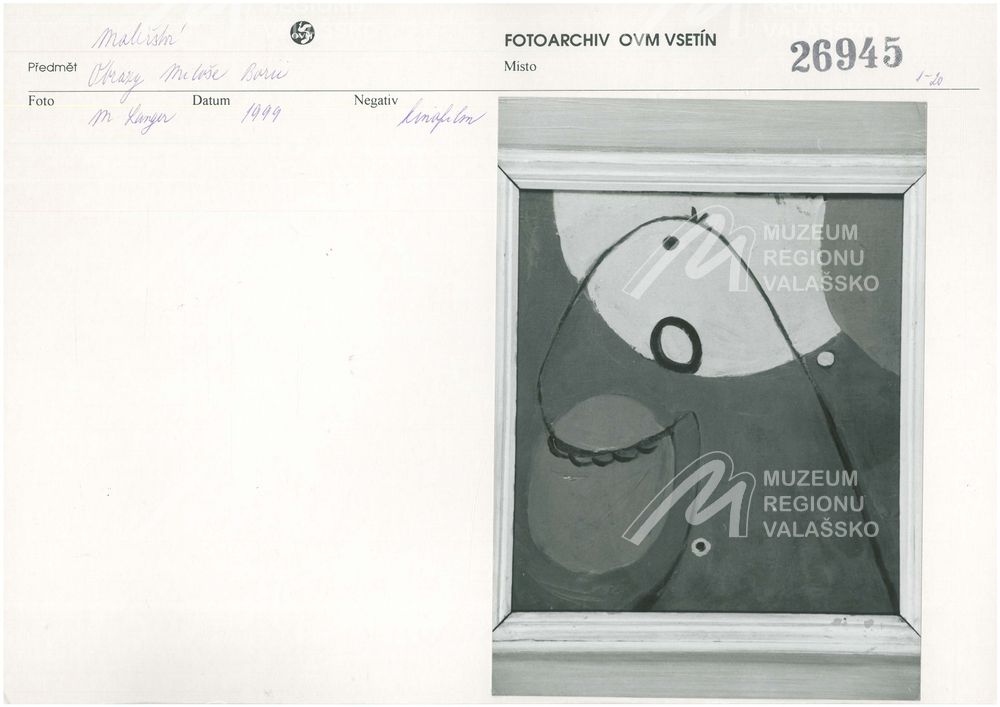 Malířství
OVM
FOTOARCHIV OVM VSETÍN
26945
Předmět Obrazy Miloše
Místo
1-20
Foto M Langer
Datum 1999
Negativ kinofilm
MUZEUM
REGIONU
VALAŠSKO
MUZEUM
REGIONU
VALAŠSKO